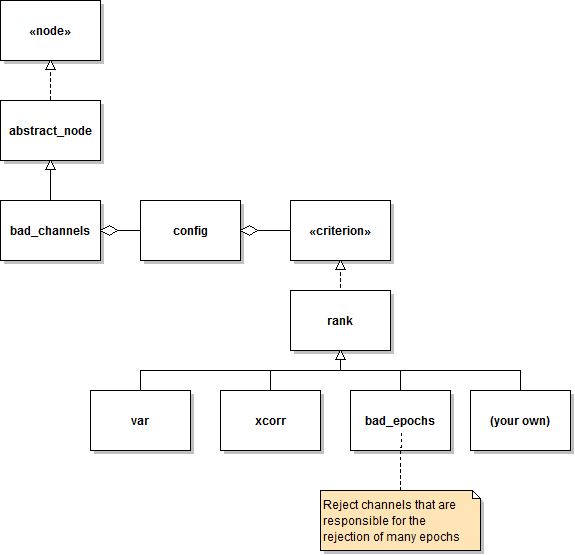 «node»
abstract_node
bad_channels
config
«criterion»
rank
var
xcorr
bad_epochs
(your own)
Reject channels that are
responsible for the
rejection of many epochs